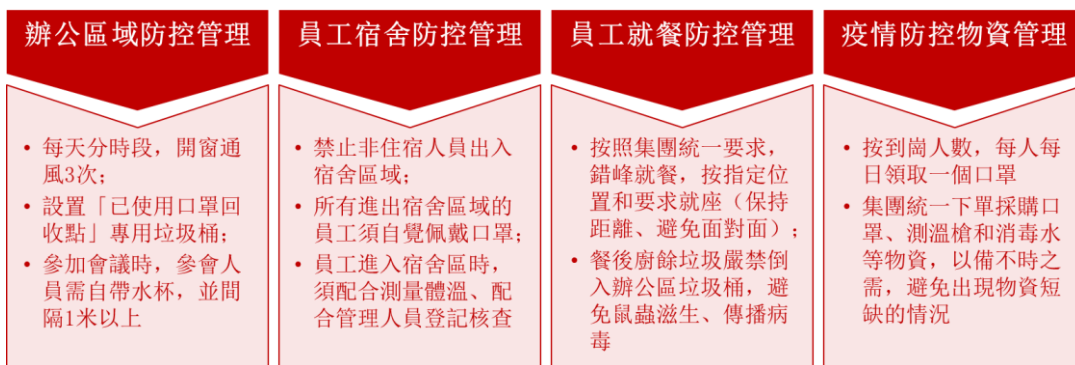 辦公區域防控管理
• 每天分時段，開窗通
風3次；
• 設置「已使用口罩回
收點」專用垃圾桶；
• 參加會議時，參會人
員需自帶水杯，並間
隔1米以上
員工宿舍防控管理
• 禁止非住宿人員出入
宿舍區域；
• 所有進出宿舍區域的
員工須自覺佩戴口罩；
• 員工進入宿舍區時，
須配合測量體溫、配
合管理人員登記核查
員工就餐防控管理
• 按照集團統一要求，
錯峰就餐，按指定位
置和要求就座（保持
距離、避免面對面）；
• 餐後廚餘垃圾嚴禁倒
入辦公區垃圾桶，避
免鼠蟲滋生、傳播病
毒
疫情防控物資管理
• 按到崗人數，每人每
日領取一個口罩
• 集團統一下單採購口
罩、測溫槍和消毒水
等物資，以備不時之
需，避免出現物資短
缺的情況